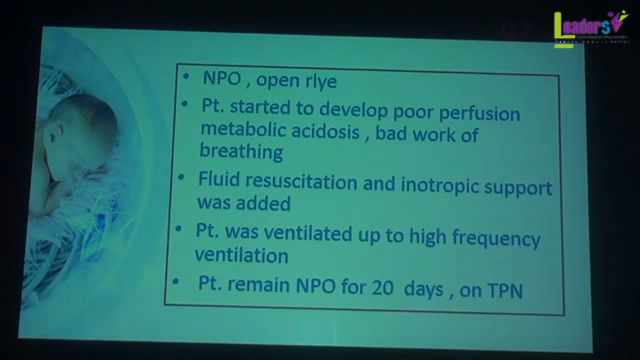 Leaders
NPO , open rlye
Pt. started to develop poor perfusion
metabolic acidosis , bad work of
breathing
Fluid resuscitation and inotropic support
was added
Pt. was ventilated up to high frequency
ventilation
Pt. remain NPO for 20 days , on TPN